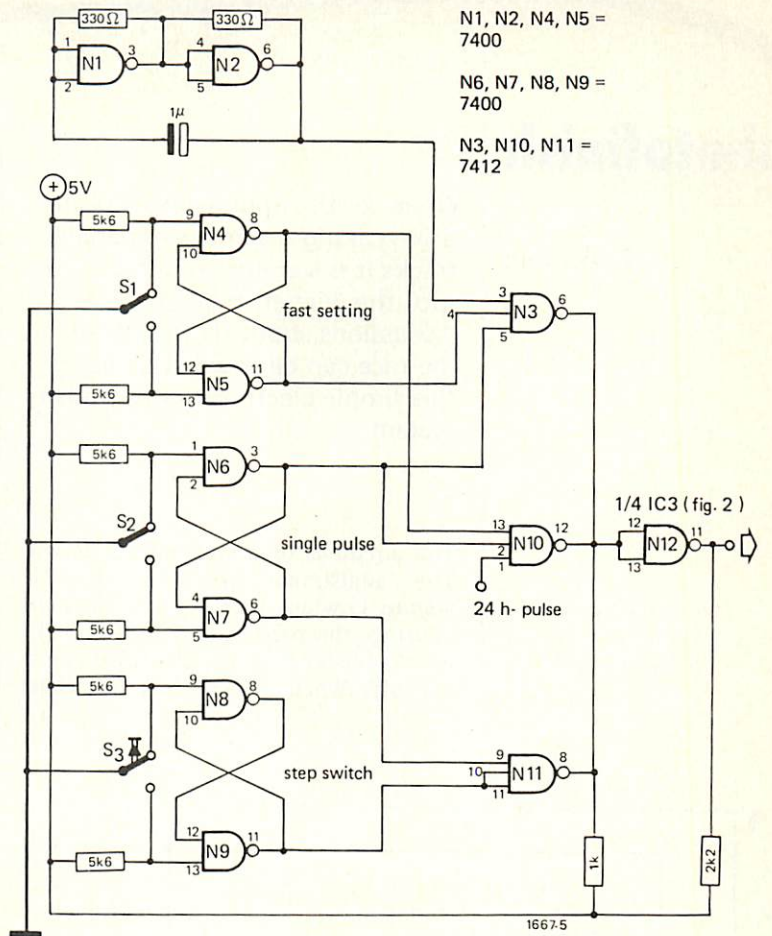 330Ω 330Ω
1 3 4 6
N1 N2
2 5
1µ
N1, N2, N4, N5 =
7400
N6, N7, N8, N9 =
7400
N3, N10, N11 =
7412
+ 5V
5k6 9 8
N4
10
S1
fast setting
12 11
N5
5k6 13
3 6
4 N3
5
5k6 1 3
N6
2
S2
single pulse
4 6
N7
5k6 5
13 12
2 N10
1
24 h- pulse
1/4 IC3 (fig. 2)
12 11
N12
13
5k6 9 8
N8
10
S3
step switch
12 11
N9
5k6 13
9 8
10 N11
11
1k 2k2
1667-5